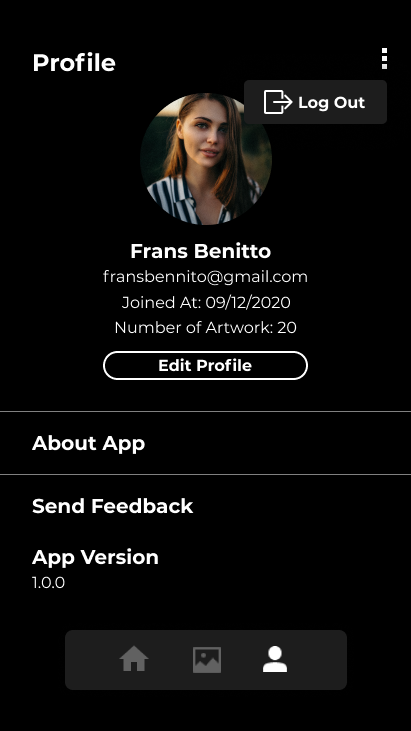 Profile
Log Out
Frans Benitto
fransbennito@gmail.com
Joined At: 09/12/2020
Number of Artwork: 20
Edit Profile
About App
Send Feedback
App Version
1.0.0